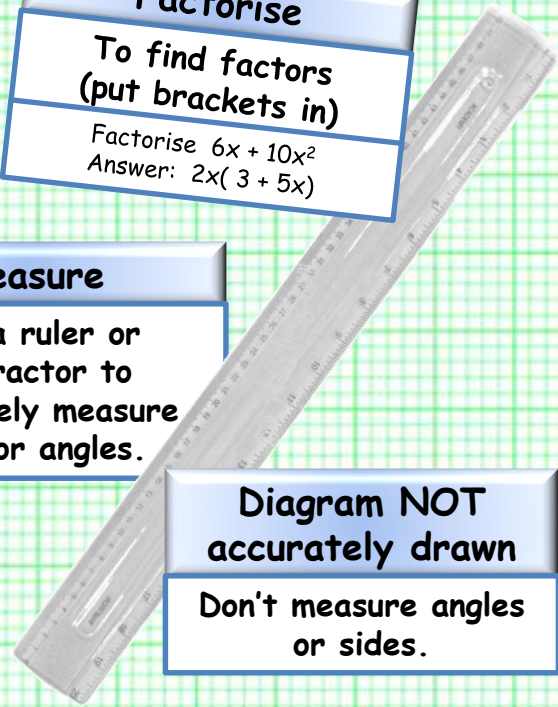 Factorise
To find factors
(put brackets in)
Factorise 6x + 10x²
Answer: 2x( 3 + 5x)
easure
a ruler or
ractor to
ely measure
or angles.
Diagram NOT
accurately drawn
Don't measure angles
or sides.